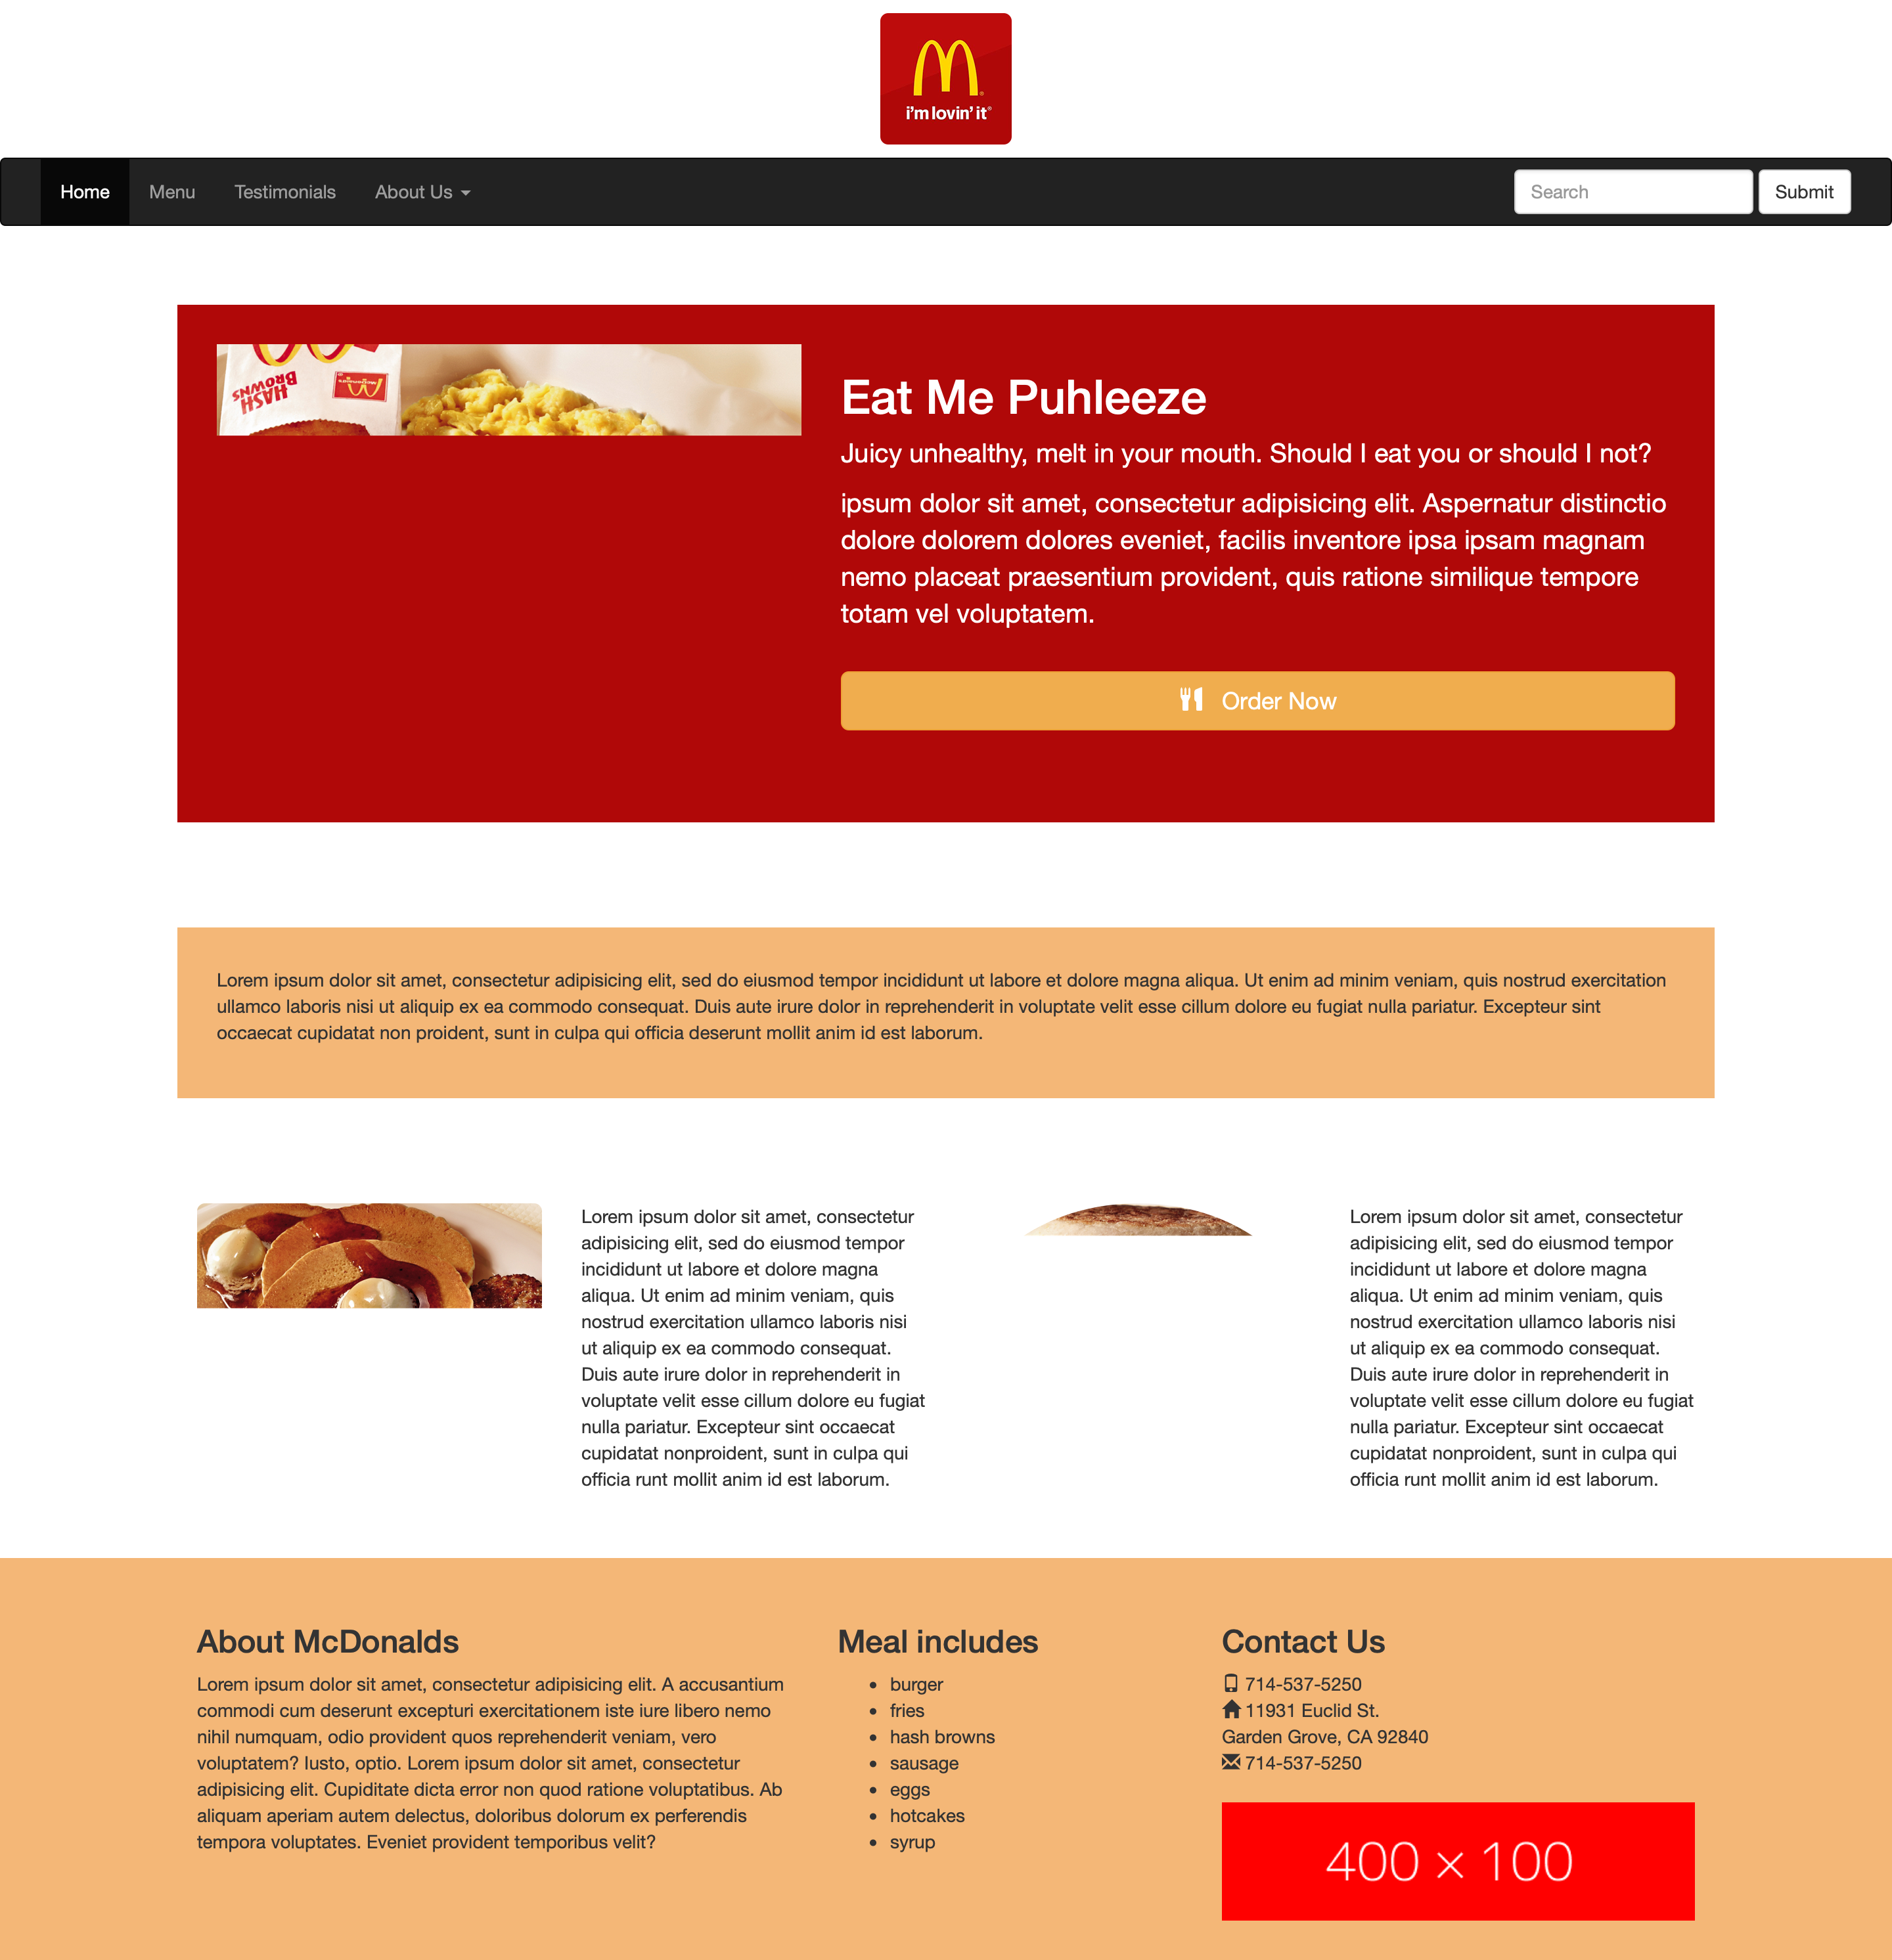 i'm lovin' it®
Home
Menu
Testimonials
About Us
Search
Submit
HASH
BROWNS
Eat Me Puhleeze
Juicy unhealthy, melt in your mouth. Should I eat you or should I not?
ipsum dolor sit amet, consectetur adipisicing elit. Aspernatur distinctio
dolore dolorem dolores eveniet, facilis inventore ipsa ipsam magnam
nemo placeat praesentium provident, quis ratione similique tempore
totam vel voluptatem.
Order Now
Lorem ipsum dolor sit amet, consectetur adipisicing elit, sed do eiusmod tempor incididunt ut labore et dolore magna aliqua. Ut enim ad minim veniam, quis nostrud exercitation
ullamco laboris nisi ut aliquip ex ea commodo consequat. Duis aute irure dolor in reprehenderit in voluptate velit esse cillum dolore eu fugiat nulla pariatur. Excepteur sint
occaecat cupidatat non proident, sunt in culpa qui officia deserunt mollit anim id est laborum.
Lorem ipsum dolor sit amet, consectetur
adipisicing elit, sed do eiusmod tempor
incididunt ut labore et dolore magna
aliqua. Ut enim ad minim veniam, quis
nostrud exercitation ullamco laboris nisi
ut aliquip ex ea commodo consequat.
Duis aute irure dolor in reprehenderit in
voluptate velit esse cillum dolore eu fugiat
nulla pariatur. Excepteur sint occaecat
cupidatat nonproident, sunt in culpa qui
officia runt mollit anim id est laborum.
Lorem ipsum dolor sit amet, consectetur
adipisicing elit, sed do eiusmod tempor
incididunt ut labore et dolore magna
aliqua. Ut enim ad minim veniam, quis
nostrud exercitation ullamco laboris nisi
ut aliquip ex ea commodo consequat.
Duis aute irure dolor in reprehenderit in
voluptate velit esse cillum dolore eu fugiat
nulla pariatur. Excepteur sint occaecat
cupidatat nonproident, sunt in culpa qui
officia runt mollit anim id est laborum.
About McDonalds
Lorem ipsum dolor sit amet, consectetur adipisicing elit. A accusantium
commodi cum deserunt excepturi exercitationem iste iure libero nemo
nihil numquam, odio provident quos reprehenderit veniam, vero
voluptatem? Iusto, optio. Lorem ipsum dolor sit amet, consectetur
adipisicing elit. Cupiditate dicta error non quod ratione voluptatibus. Ab
aliquam aperiam autem delectus, doloribus dolorum ex perferendis
tempora voluptates. Eveniet provident temporibus velit?
Meal includes
burger
fries
hash browns
sausage
eggs
hotcakes
syrup
Contact Us
714-537-5250
11931 Euclid St.
Garden Grove, CA 92840
714-537-5250
400 × 100